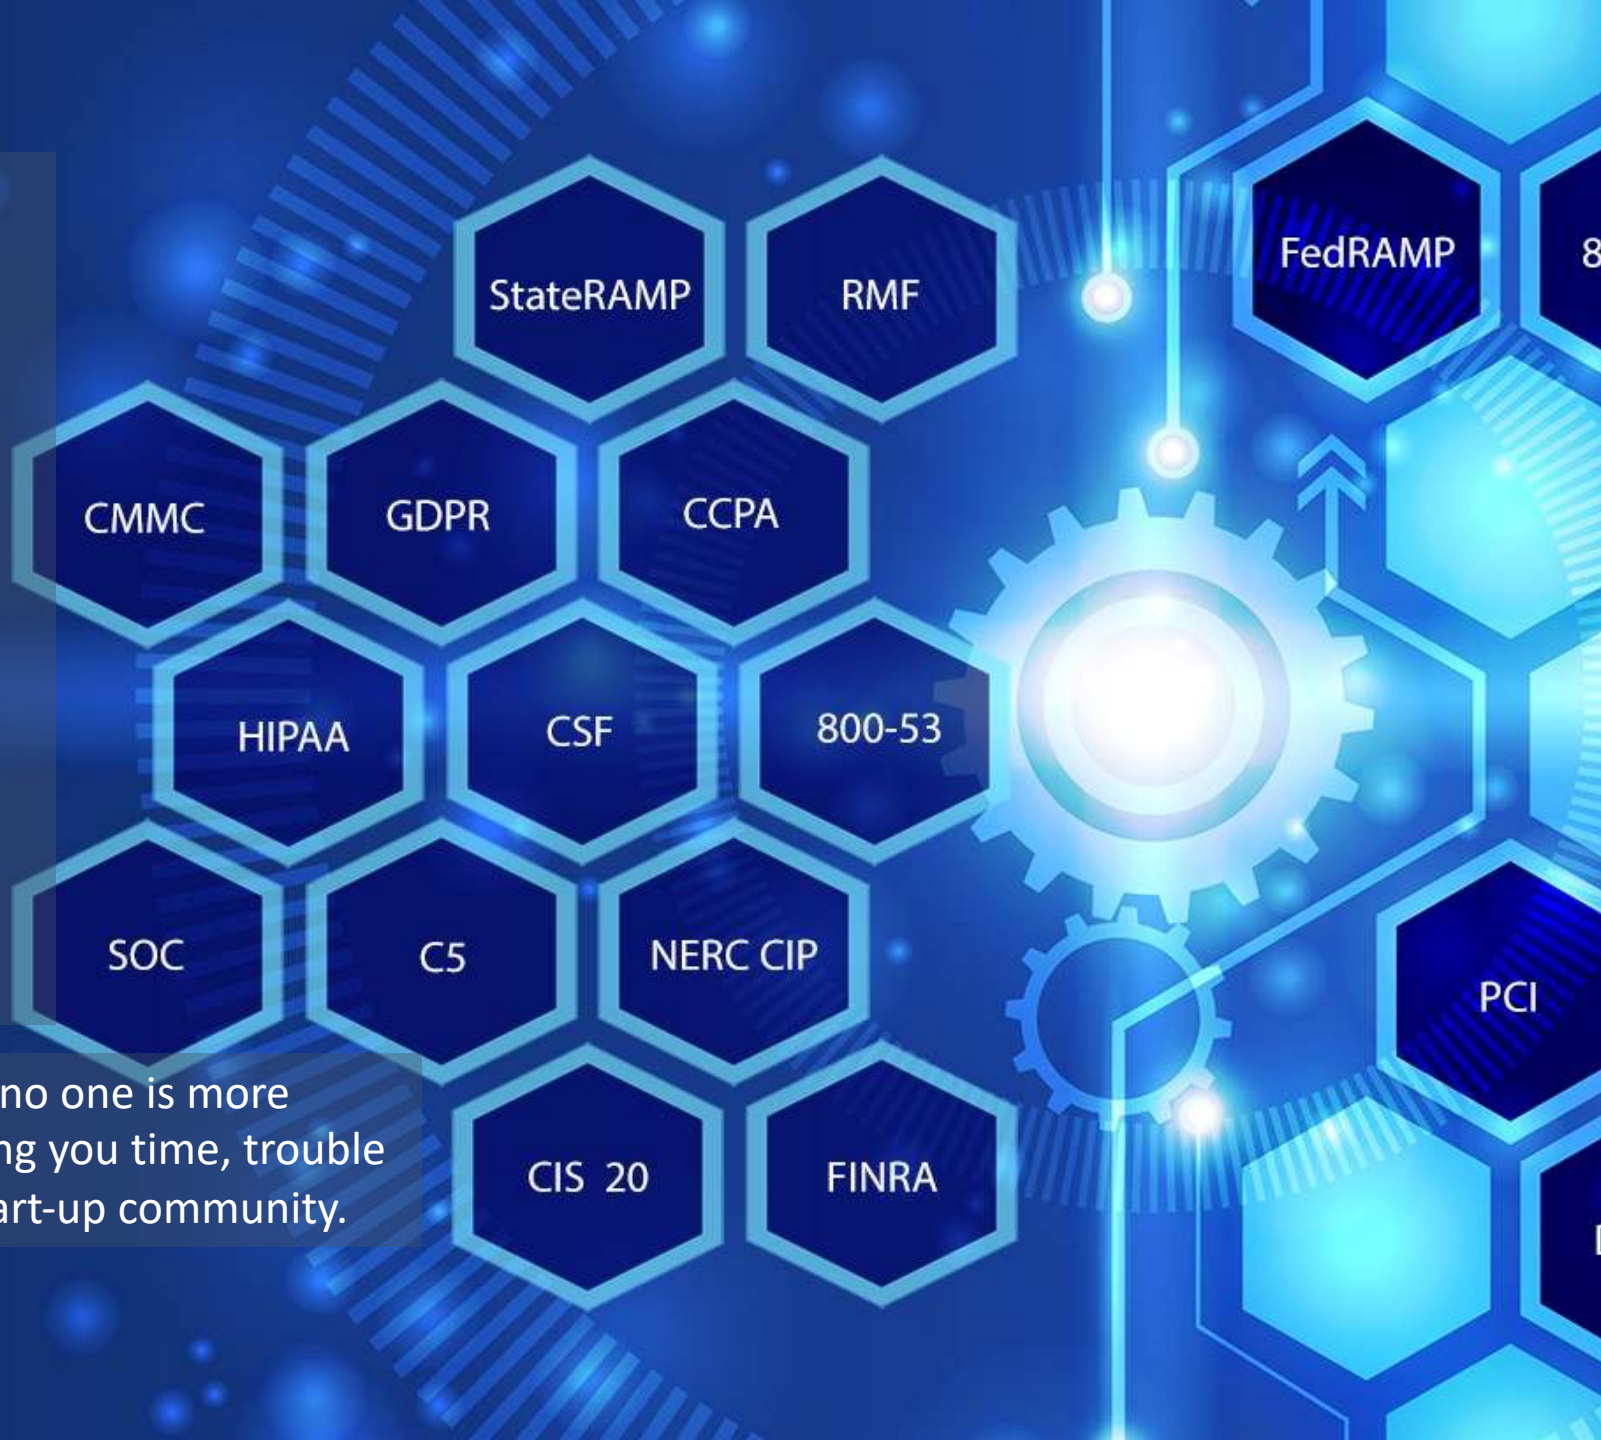 StateRAMP
RMF
FedRAMP
8
CMMC
GDPR
CCPA
HIPAA
CSF
800-53
SOC
C5
NERC CIP
PCI
no one is more
ng you time, trouble
art-up community.
CIS  20
FINRA